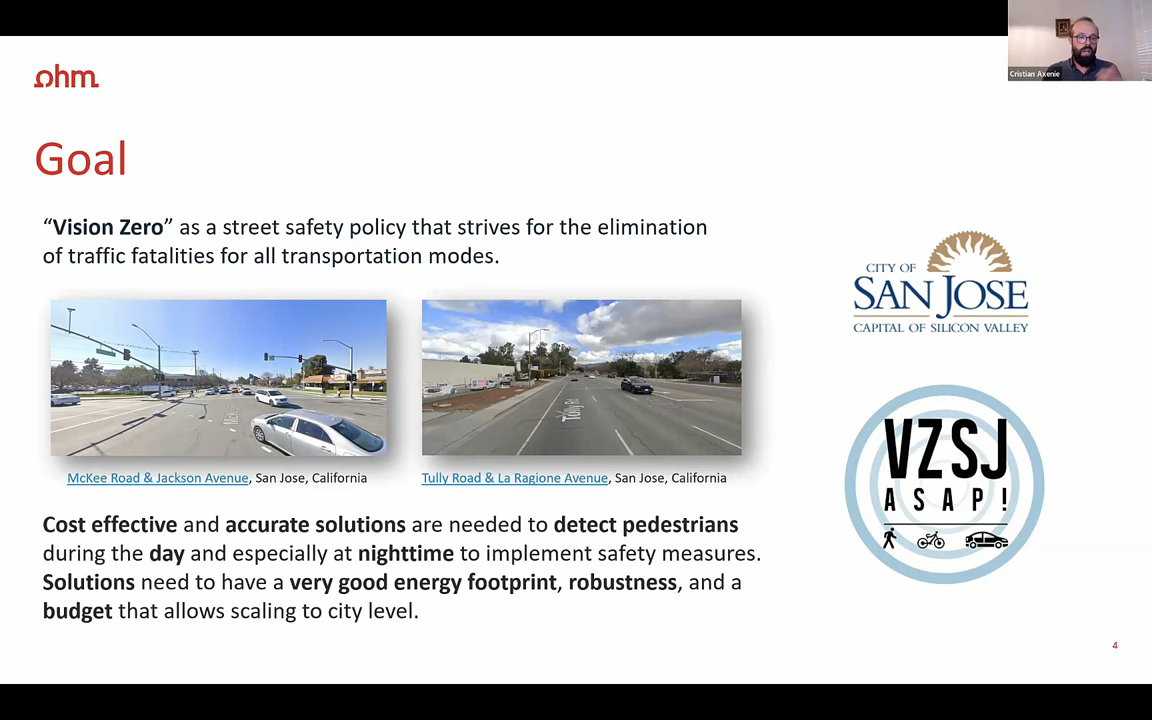 Cristian Axenie
ohm
Goal
“Vision Zero” as a street safety policy that strives for the elimination
of traffic fatalities for all transportation modes.
CITY OF
SAN JOSE
CAPITAL OF SILICON VALLEY
Tully Rd
McKee Road & Jackson Avenue, San Jose, California
Tully Road & La Ragione Avenue, San Jose, California
VZSJ
ASAP!
Cost effective and accurate solutions are needed to detect pedestrians
during the day and especially at nighttime to implement safety measures.
Solutions need to have a very good energy footprint, robustness, and a
budget that allows scaling to city level.
4